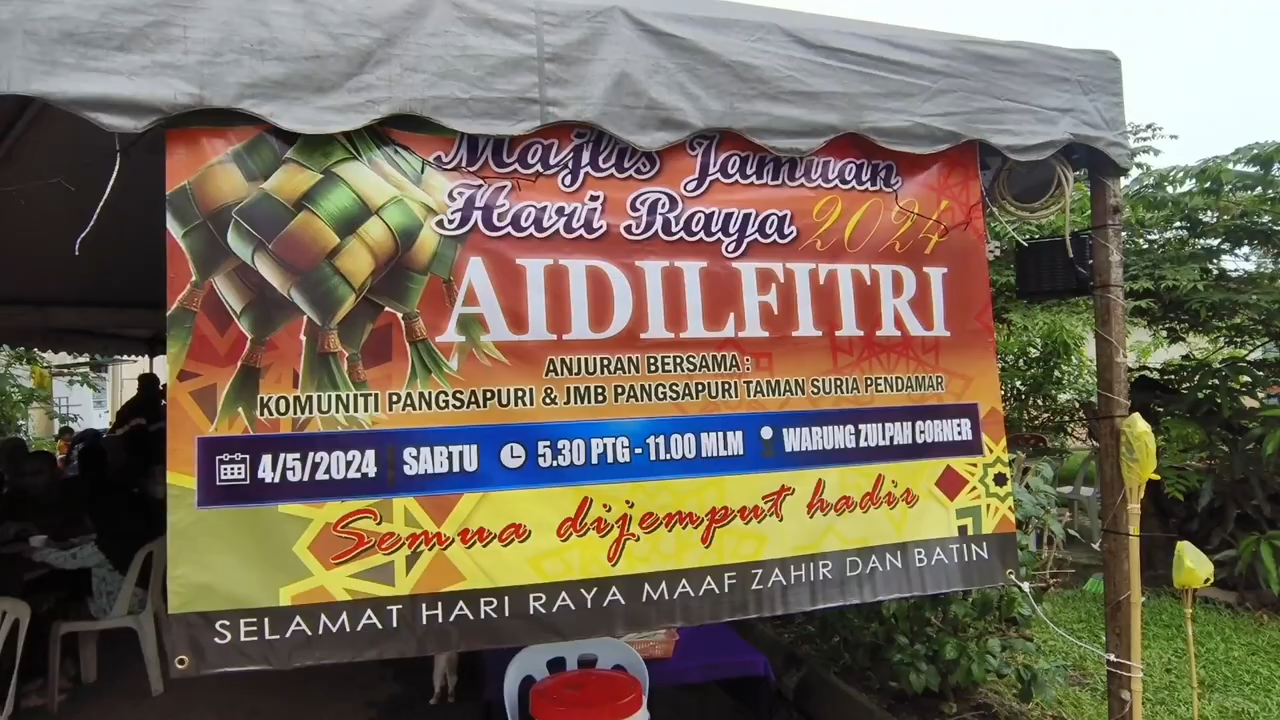 Majlis Jamuan
Hari Raya 2024
AIDILFITRI
ANJURAN BERSAMA :
KOMUNITI PANGSAPURI & JMB PANGSAPURI TAMAN SURIA PENDAMAR
4/5/2024 SABTU 5.30 PTG - 11.00 MLM WARUNG ZULPAH CORNER
Semua dijemput hadir
SELAMAT HARI RAYA MAAF ZAHIR DAN BATIN